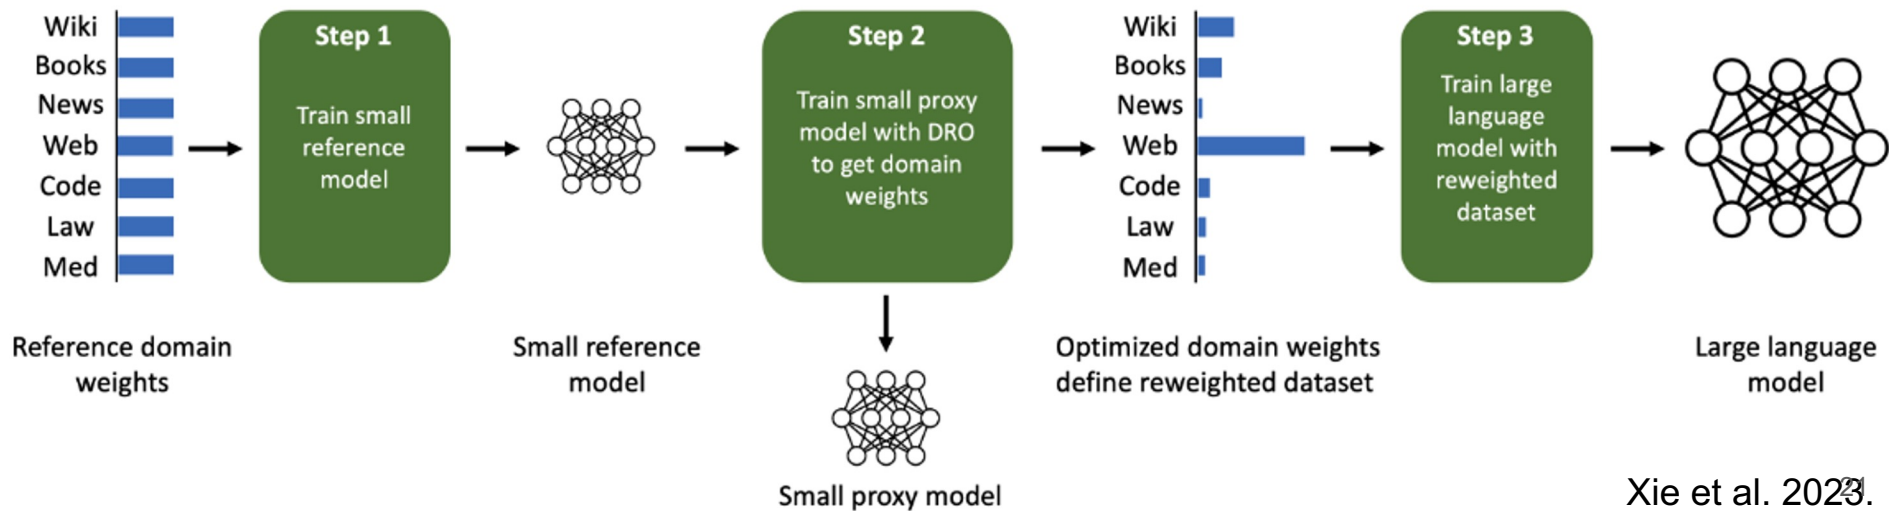 Wiki
Books
News
Web
Code
Law
Med
Reference domain
weights
Step 1
Train small
reference
model
Small reference
model
Step 2
Train small proxy
model with DRO
to get domain
weights
Small proxy model
Wiki
Books
News
Web
Code
Law
Med
Optimized domain weights
define reweighted dataset
Step 3
Train large
language
model with
reweighted
dataset
Large language
model
Xie et al. 2023.
21